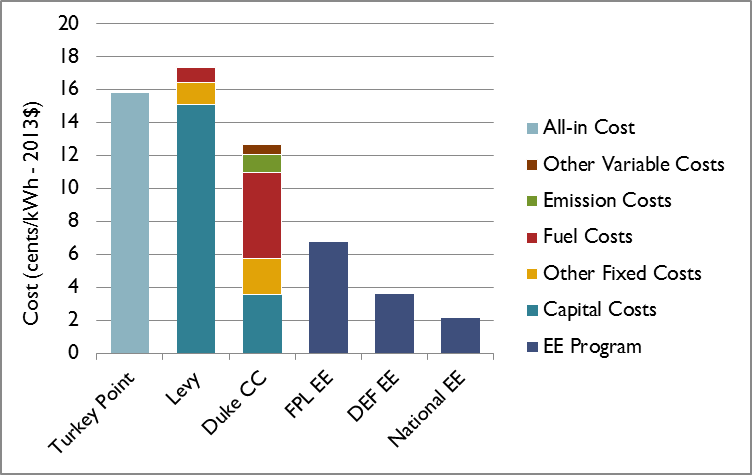 20
18
16
14
12
10
8
6
4
2
0
Cost (cents/kWh - 2013$)
Turkey Point
Levy
Duke CC
FPL EE
DEF EE
National EE
All-in Cost
Other Variable Costs
Emission Costs
Fuel Costs
Other Fixed Costs
Capital Costs
EE Program